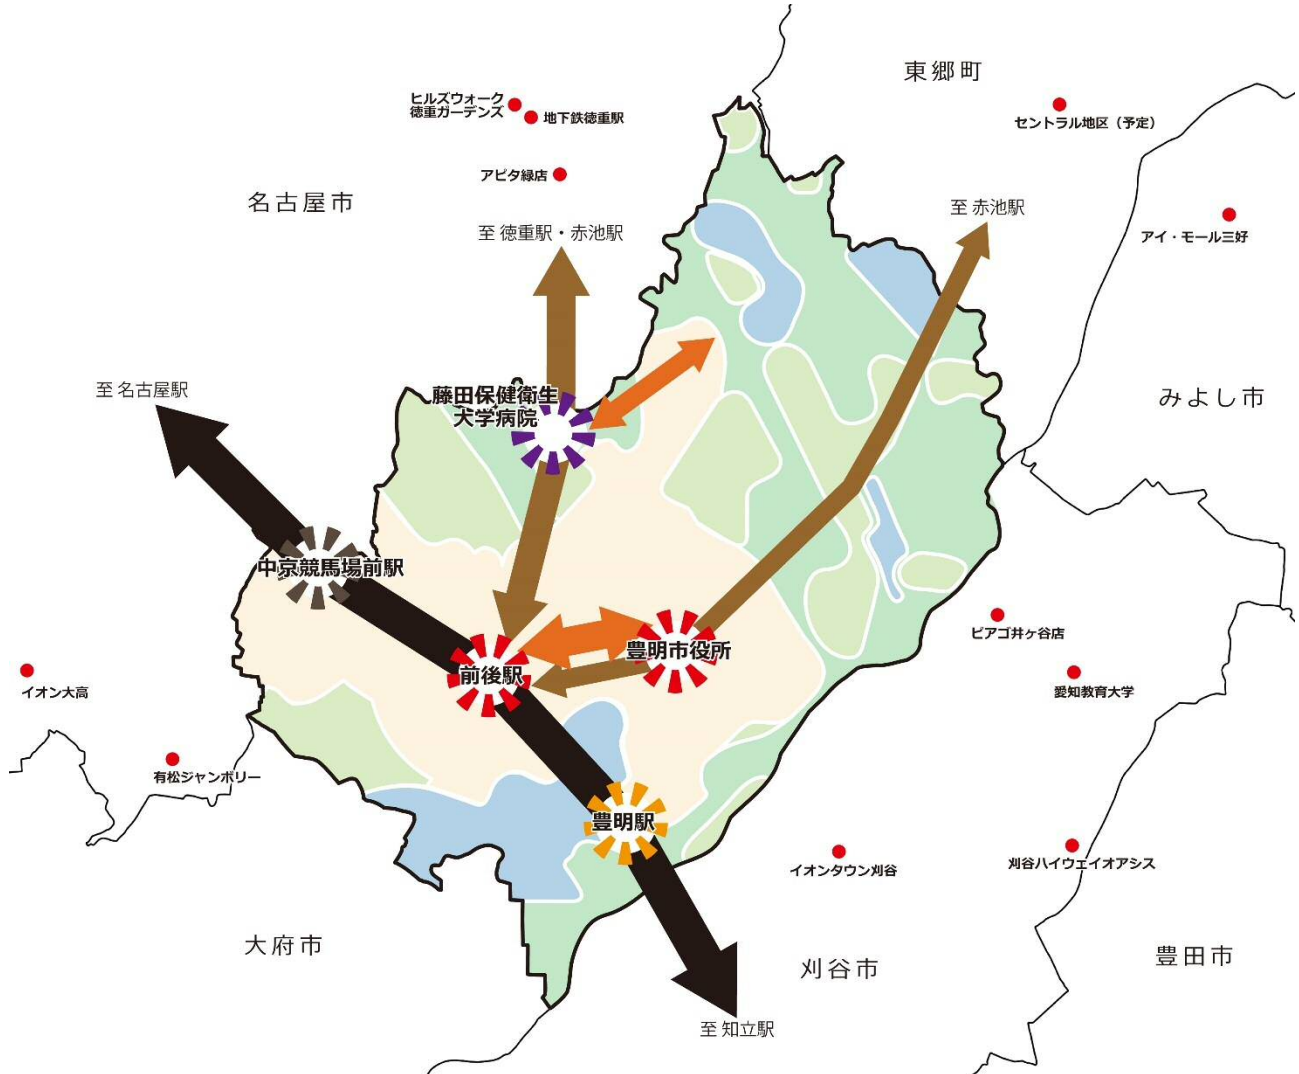 東郷町
ヒルズウォーク
徳重ガーデンズ
地下鉄徳重駅
セントラル地区（予定）
アピタ緑店
名古屋市
至 赤池駅
至 徳重駅・赤池駅
アイ・モール三好
至 名古屋駅
藤田保健衛生
大学病院
みよし市
中京競馬場前駅
ピアゴ井ヶ谷店
豊明市役所
前後駅
イオン大高
愛知教育大学
有松ジャンボリー
豊明駅
イオンタウン刈谷
刈谷ハイウェイオアシス
大府市
刈谷市
豊田市
至 知立駅